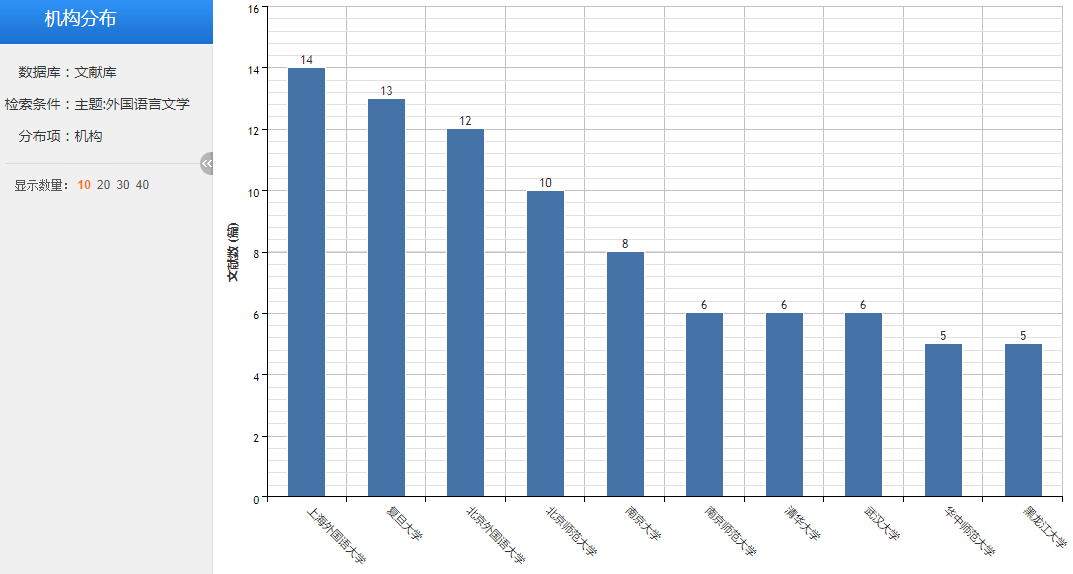 机构分布
数据库：文献库
检索条件：主题:外国语言文学
分布项：机构
显示数量： 10 20 30 40
文献数 (篇)
16
14
12
10
8
6
4
2
0
14
13
12
10
8
6
6
6
5
5
上海外国语大学
复旦大学
北京外国语大学
北京师范大学
南京大学
南京师范大学
清华大学
武汉大学
华中师范大学
黑龙江大学